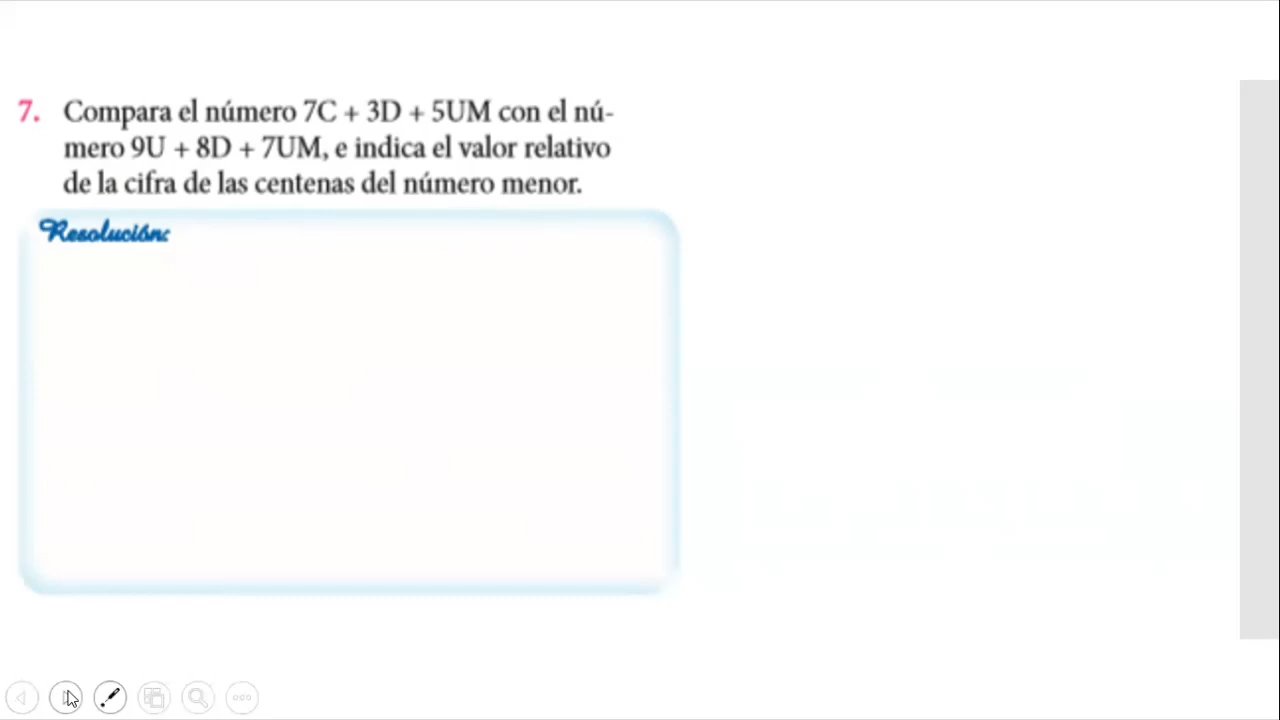 7. Compara el número 7C + 3D + 5UM con el nú-
mero 9U + 8D + 7UM, e indica el valor relativo
de la cifra de las centenas del número menor.
Resolución: